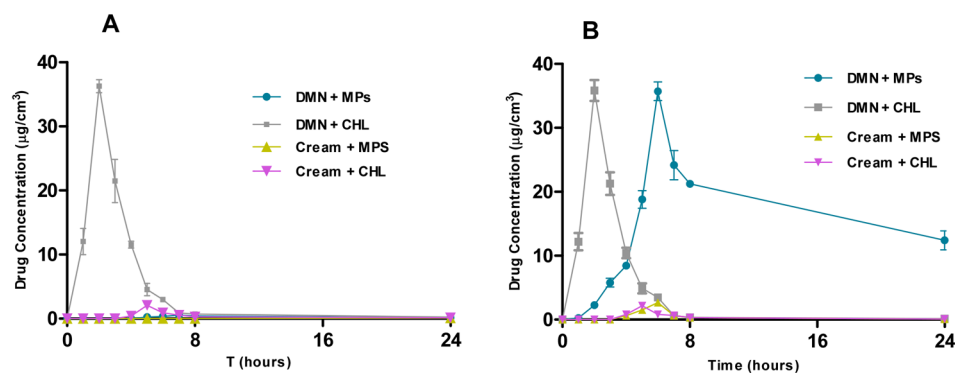 A
Drug Concentration (µg/cm³)
40
30
20
10
0
0
8
16
24
T (hours)
DMN + MPs
DMN + CHL
Cream + MPS
Cream + CHL
B
Drug Concentration (µg/cm³)
40
30
20
10
0
0
8
16
24
Time (hours)
DMN + MPs
DMN + CHL
Cream + MPs
Cream + CHL